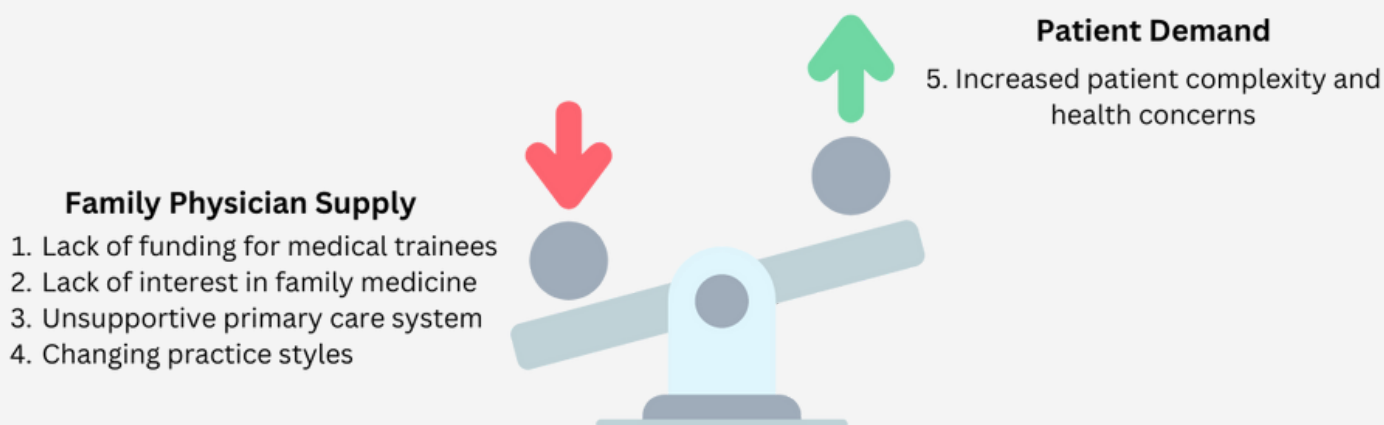 Patient Demand
5. Increased patient complexity and
health concerns
Family Physician Supply
1. Lack of funding for medical trainees
2. Lack of interest in family medicine
3. Unsupportive primary care system
4. Changing practice styles